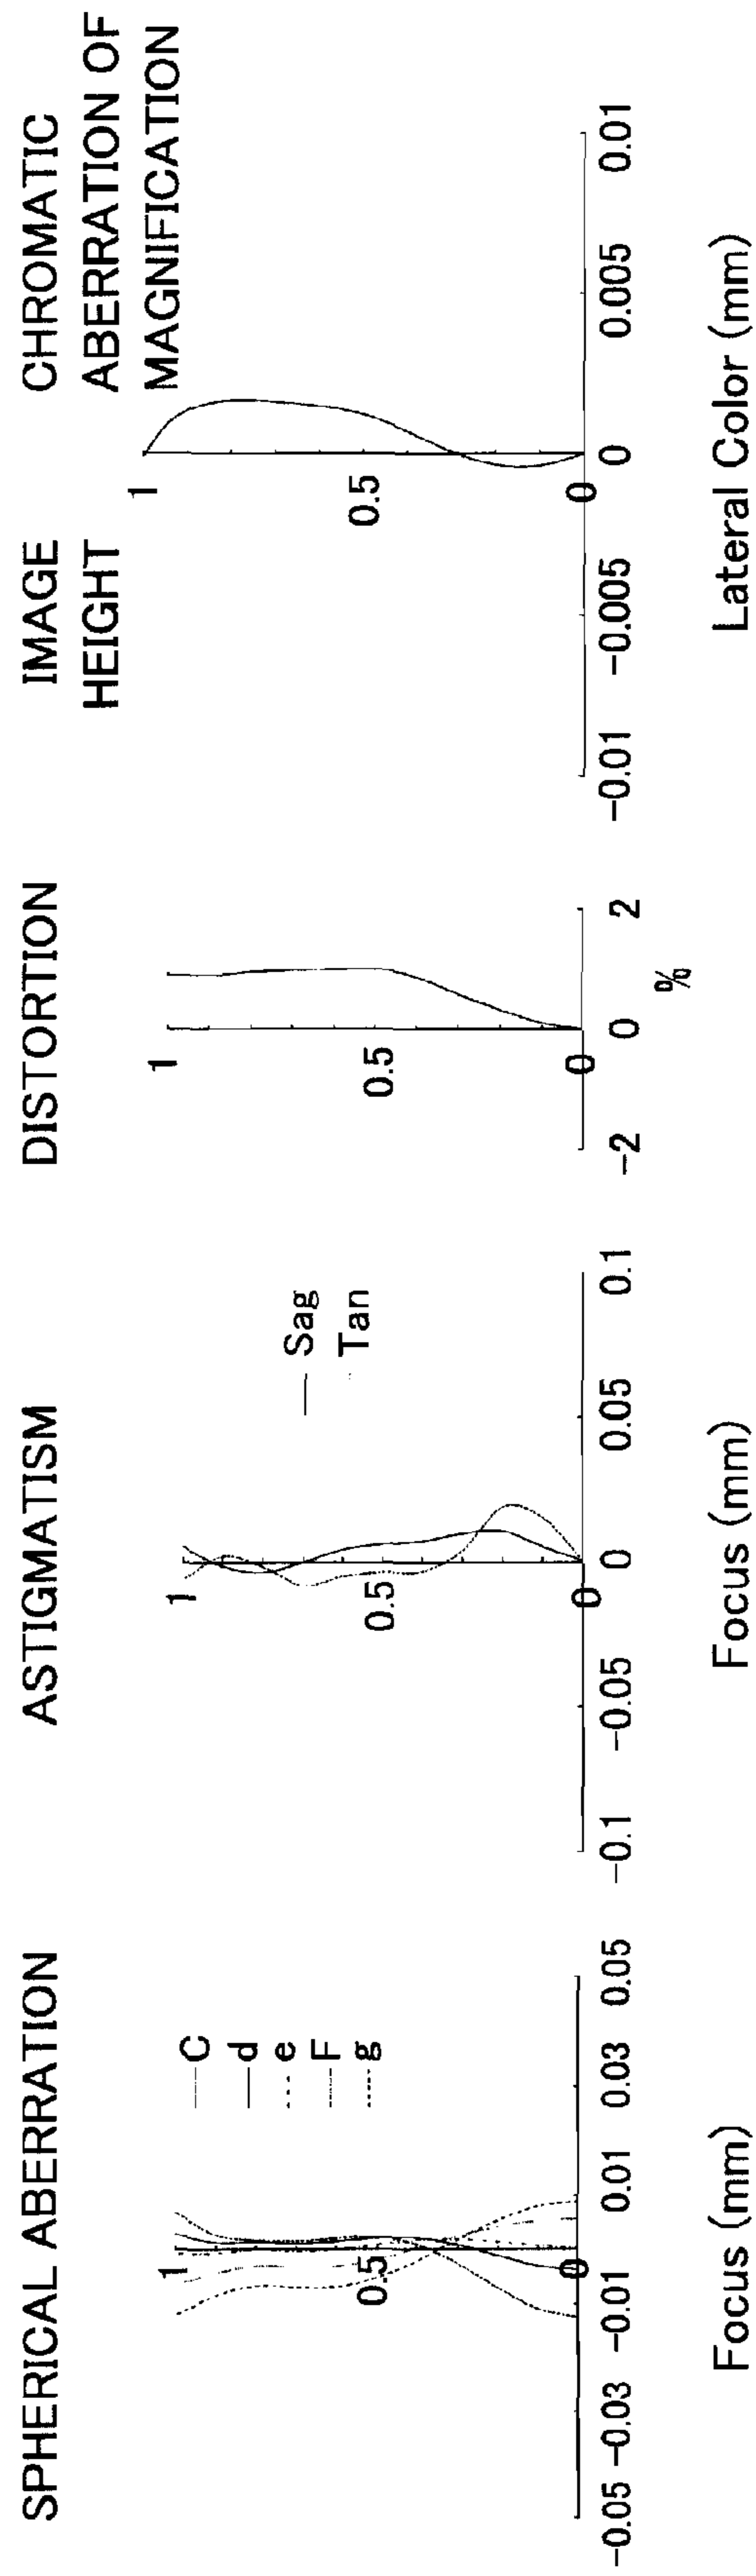 SPHERICAL ABERRATION
1
0.5
0
C
d
e
F
g
−0.05
−0.03
−0.01
0.01
0.03
0.05
Focus (mm)
ASTIGMATISM
1
0.5
0
Sag
Tan
−0.1
−0.05
0
0.05
0.1
Focus (mm)
DISTORTION
1
0.5
0
−2
0
2
%
IMAGE
HEIGHT
CHROMATIC
ABERRATION OF
MAGNIFICATION
1
0.5
0
−0.01
−0.005
0
0.005
0.01
Lateral Color (mm)